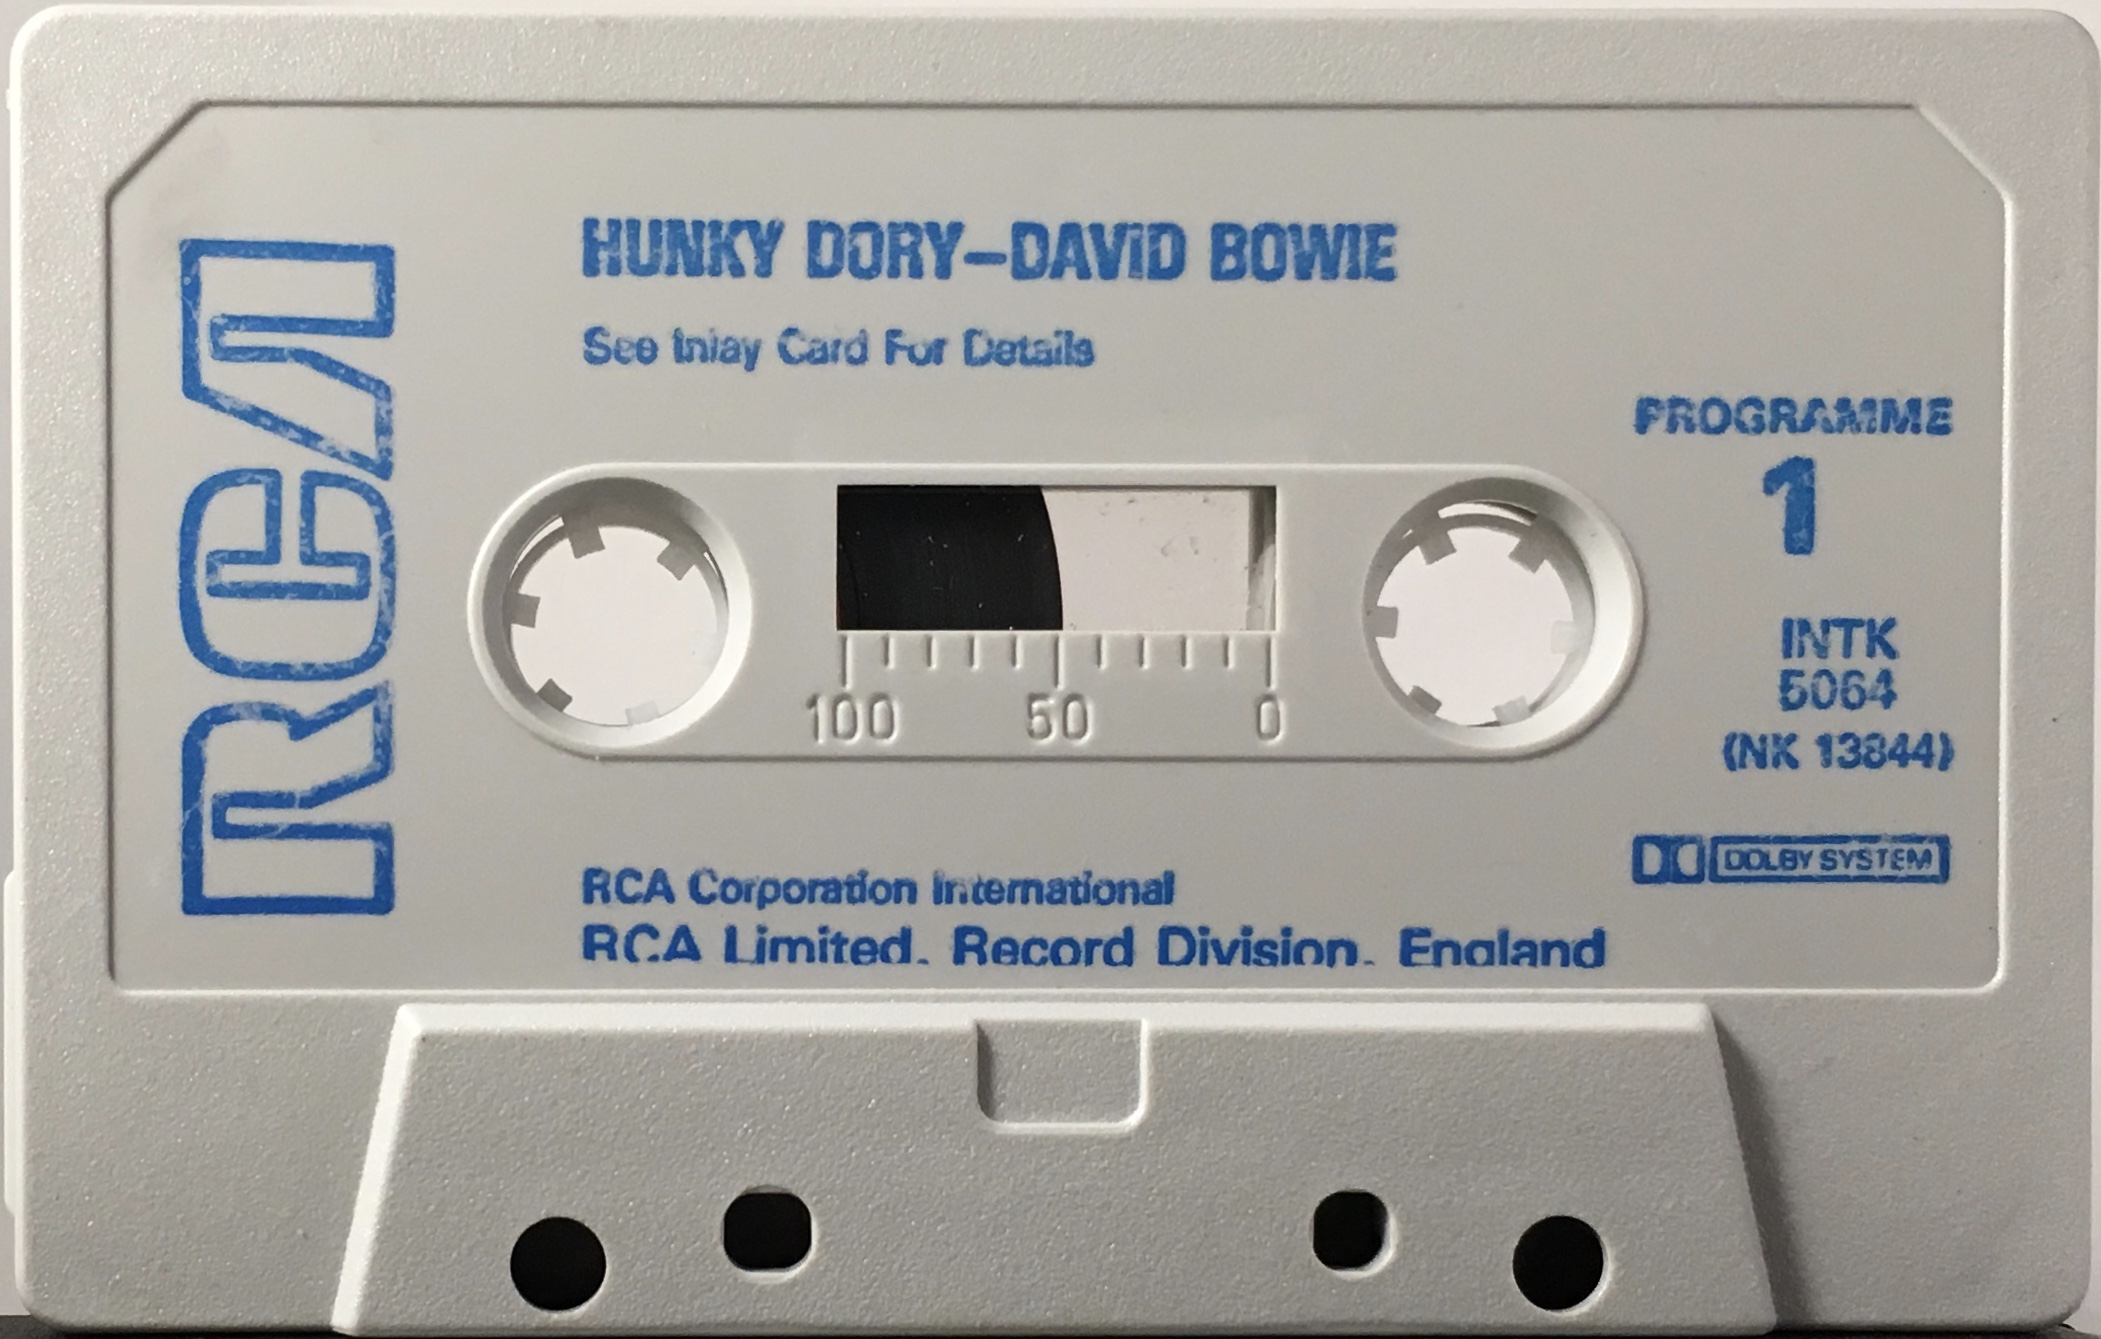 RCA
HUNKY DORY–DAVID BOWIE
See Inlay Card For Details
PROGRAMME
1
100 50 0
INTK
5064
(NK 13844)
DOLBY SYSTEM
RCA Corporation International
RCA Limited. Record Division. England